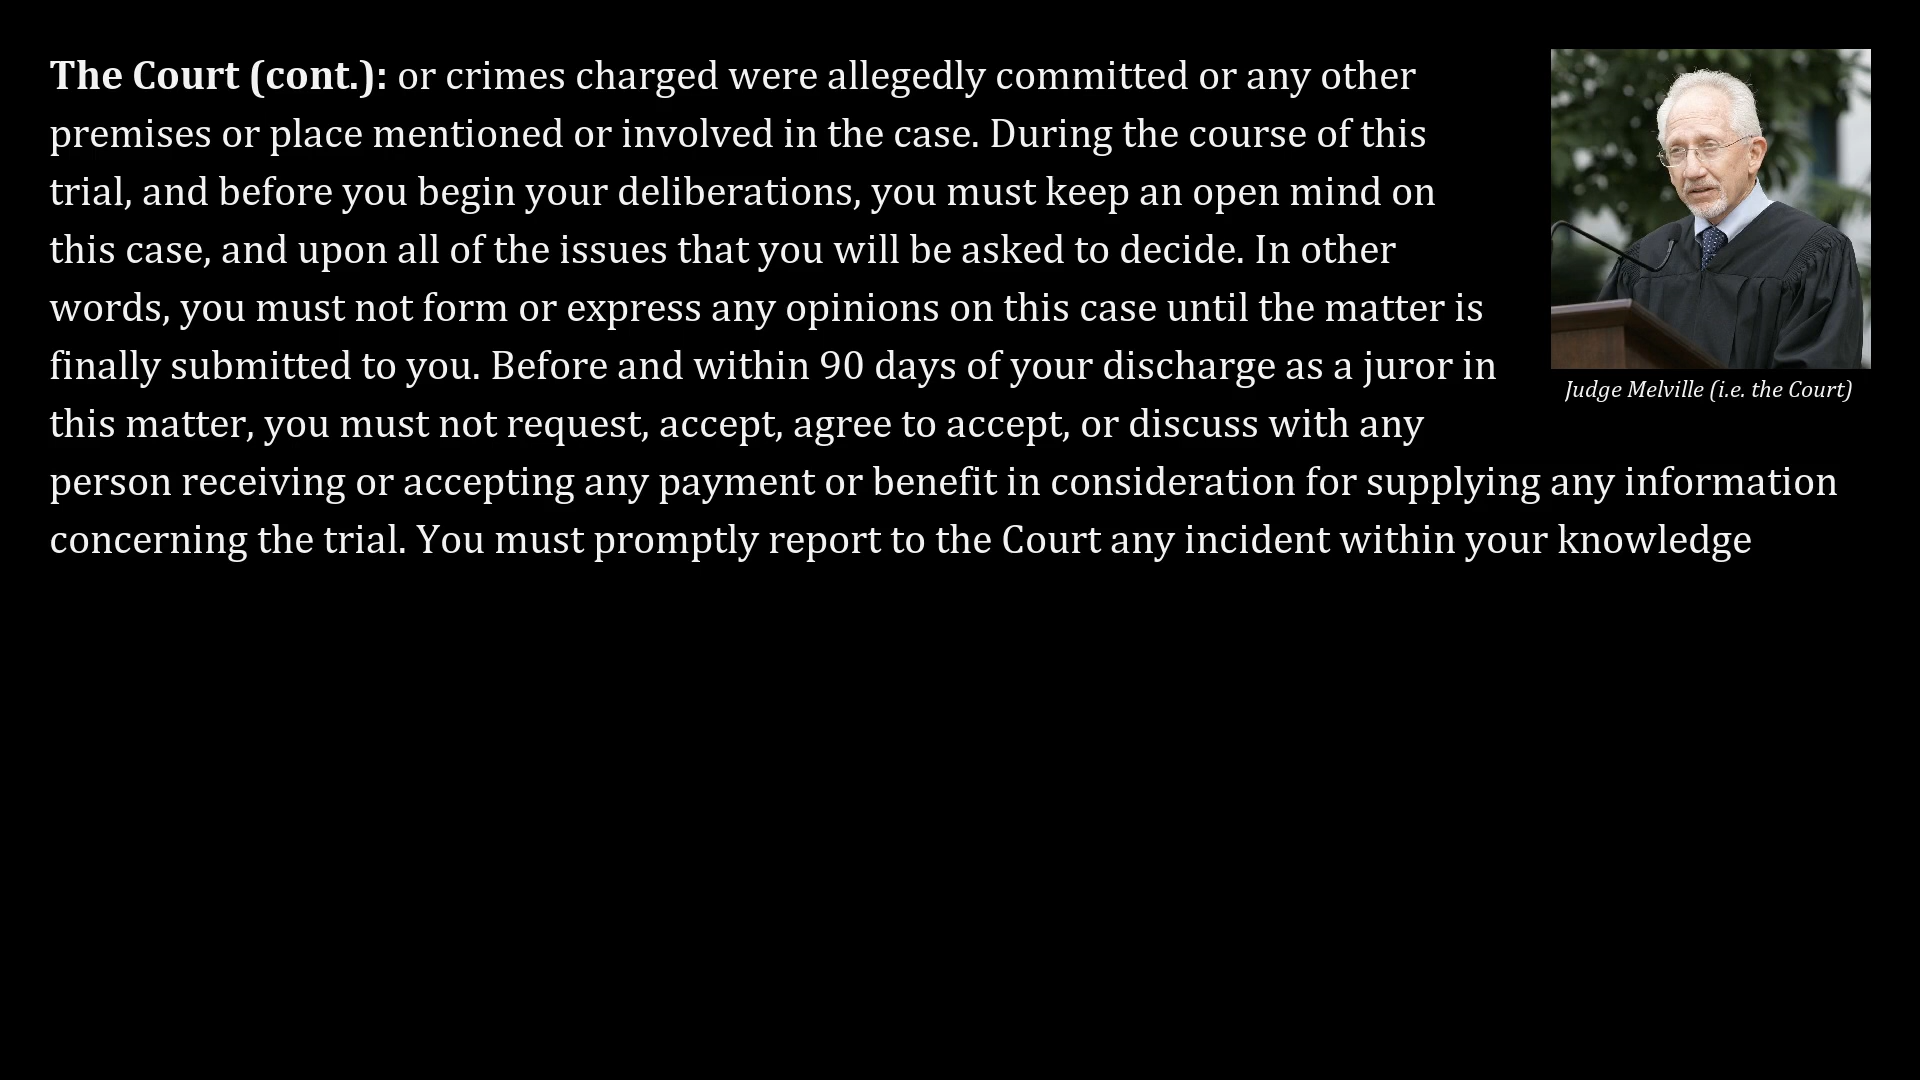 The Court (cont.): or crimes charged were allegedly committed or any other
premises or place mentioned or involved in the case. During the course of this
trial, and before you begin your deliberations, you must keep an open mind on
this case, and upon all of the issues that you will be asked to decide. In other
words, you must not form or express any opinions on this case until the matter is
finally submitted to you. Before and within 90 days of your discharge as a juror in
this matter, you must not request, accept, agree to accept, or discuss with any
person receiving or accepting any payment or benefit in consideration for supplying any information
concerning the trial. You must promptly report to the Court any incident within your knowledge
Judge Melville (i.e. the Court)